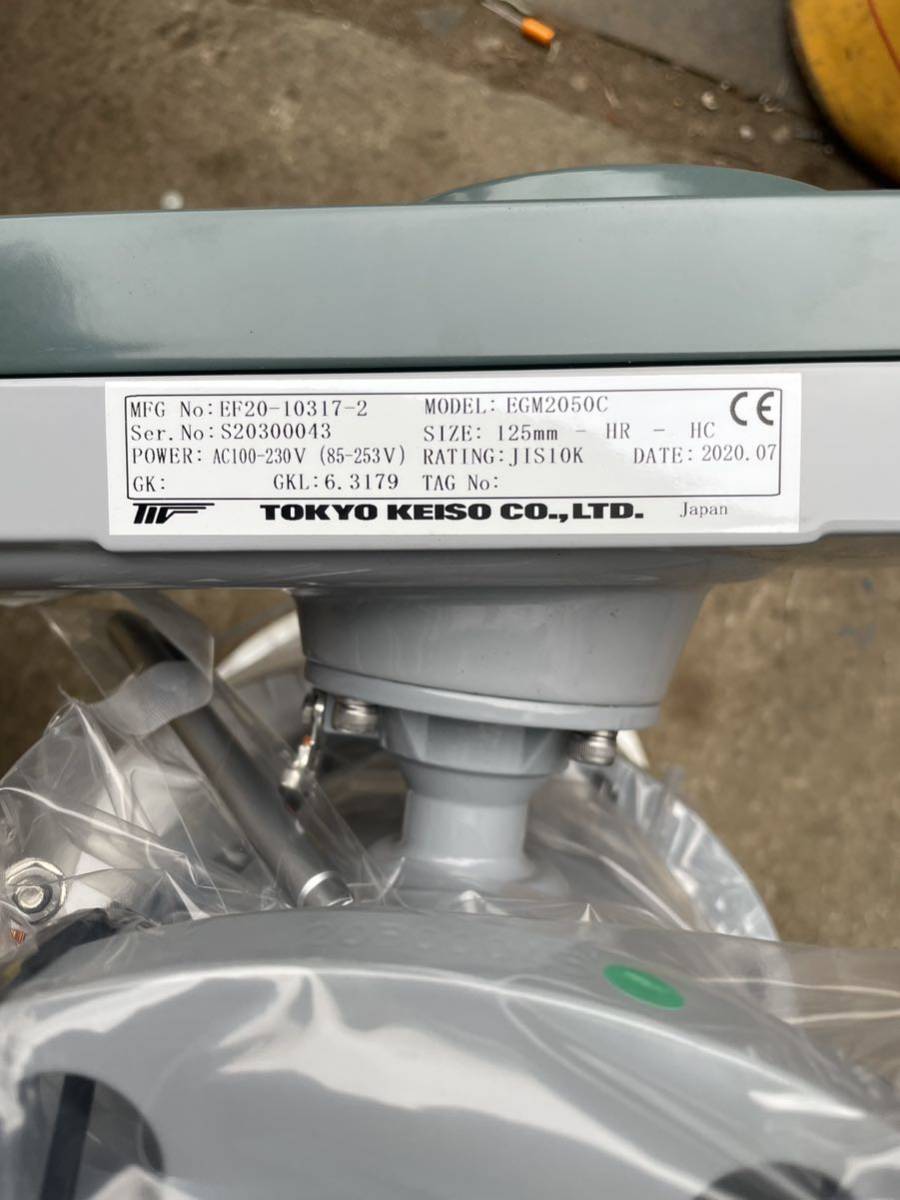 MFG No: EF20-10317-2 MODEL: EGM2050C CE
Ser. No: S20300043 SIZE: 125mm - HR - HC
POWER: AC100-230V (85-253V) RATING: JIS10K DATE: 2020.07
GK: GKL: 6.3179 TAG No:
TOKYO KEISO CO., LTD. Japan